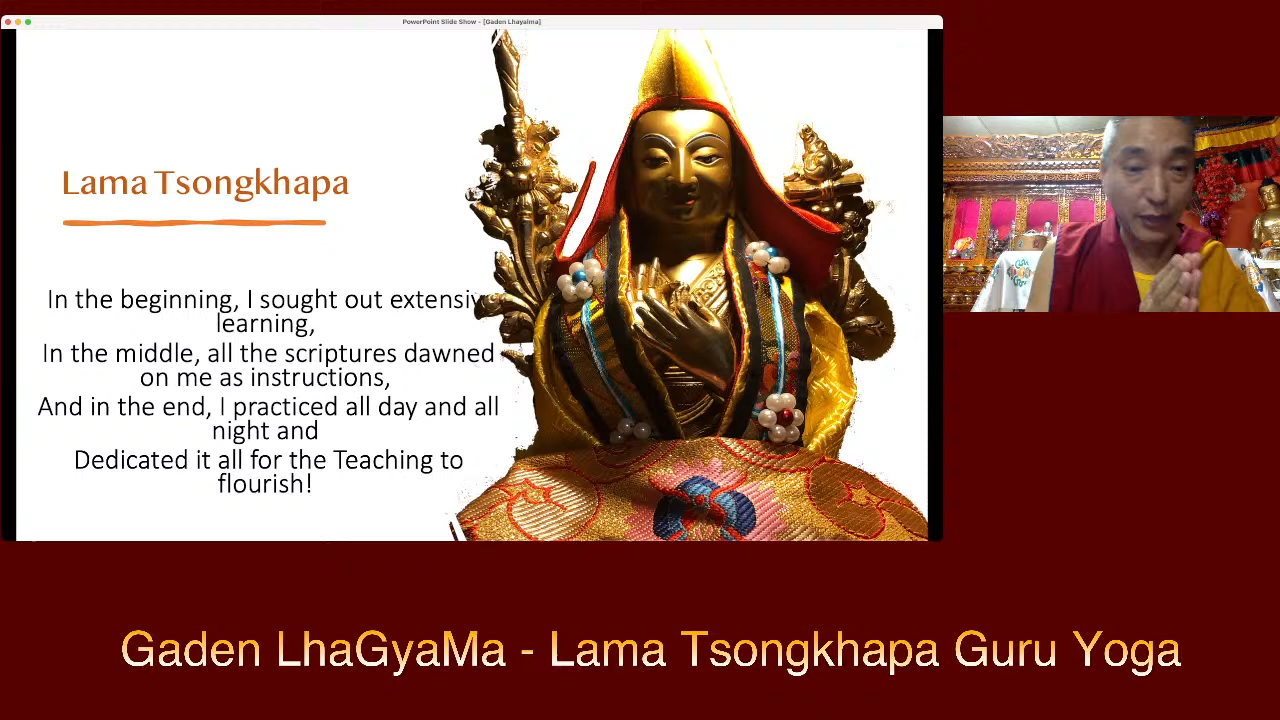 PowerPoint Slide Show - [Gaden Lhayalma]
Lama Tsongkhapa
In the beginning, I sought out extensiv
learning,
In the middle, all the scriptures dawned
on me as instructions,
And in the end, I practiced all day and all
night and
Dedicated it all for the Teaching to
flourish!
Gaden LhaGyaMa - Lama Tsongkhapa Guru Yoga